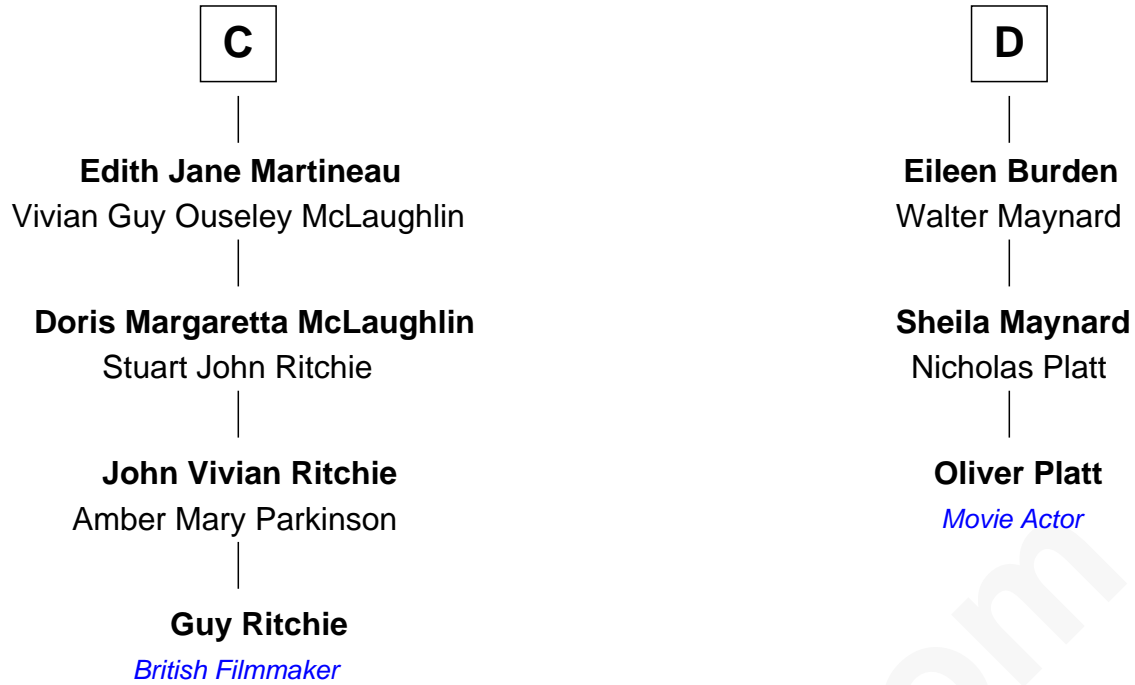 C
Edith Jane Martineau
Vivian Guy Ouseley McLaughlin
Doris Margaretta McLaughlin
Stuart John Ritchie
John Vivian Ritchie
Amber Mary Parkinson
Guy Ritchie
British Filmmaker
D
Eileen Burden
Walter Maynard
Sheila Maynard
Nicholas Platt
Oliver Platt
Movie Actor
om